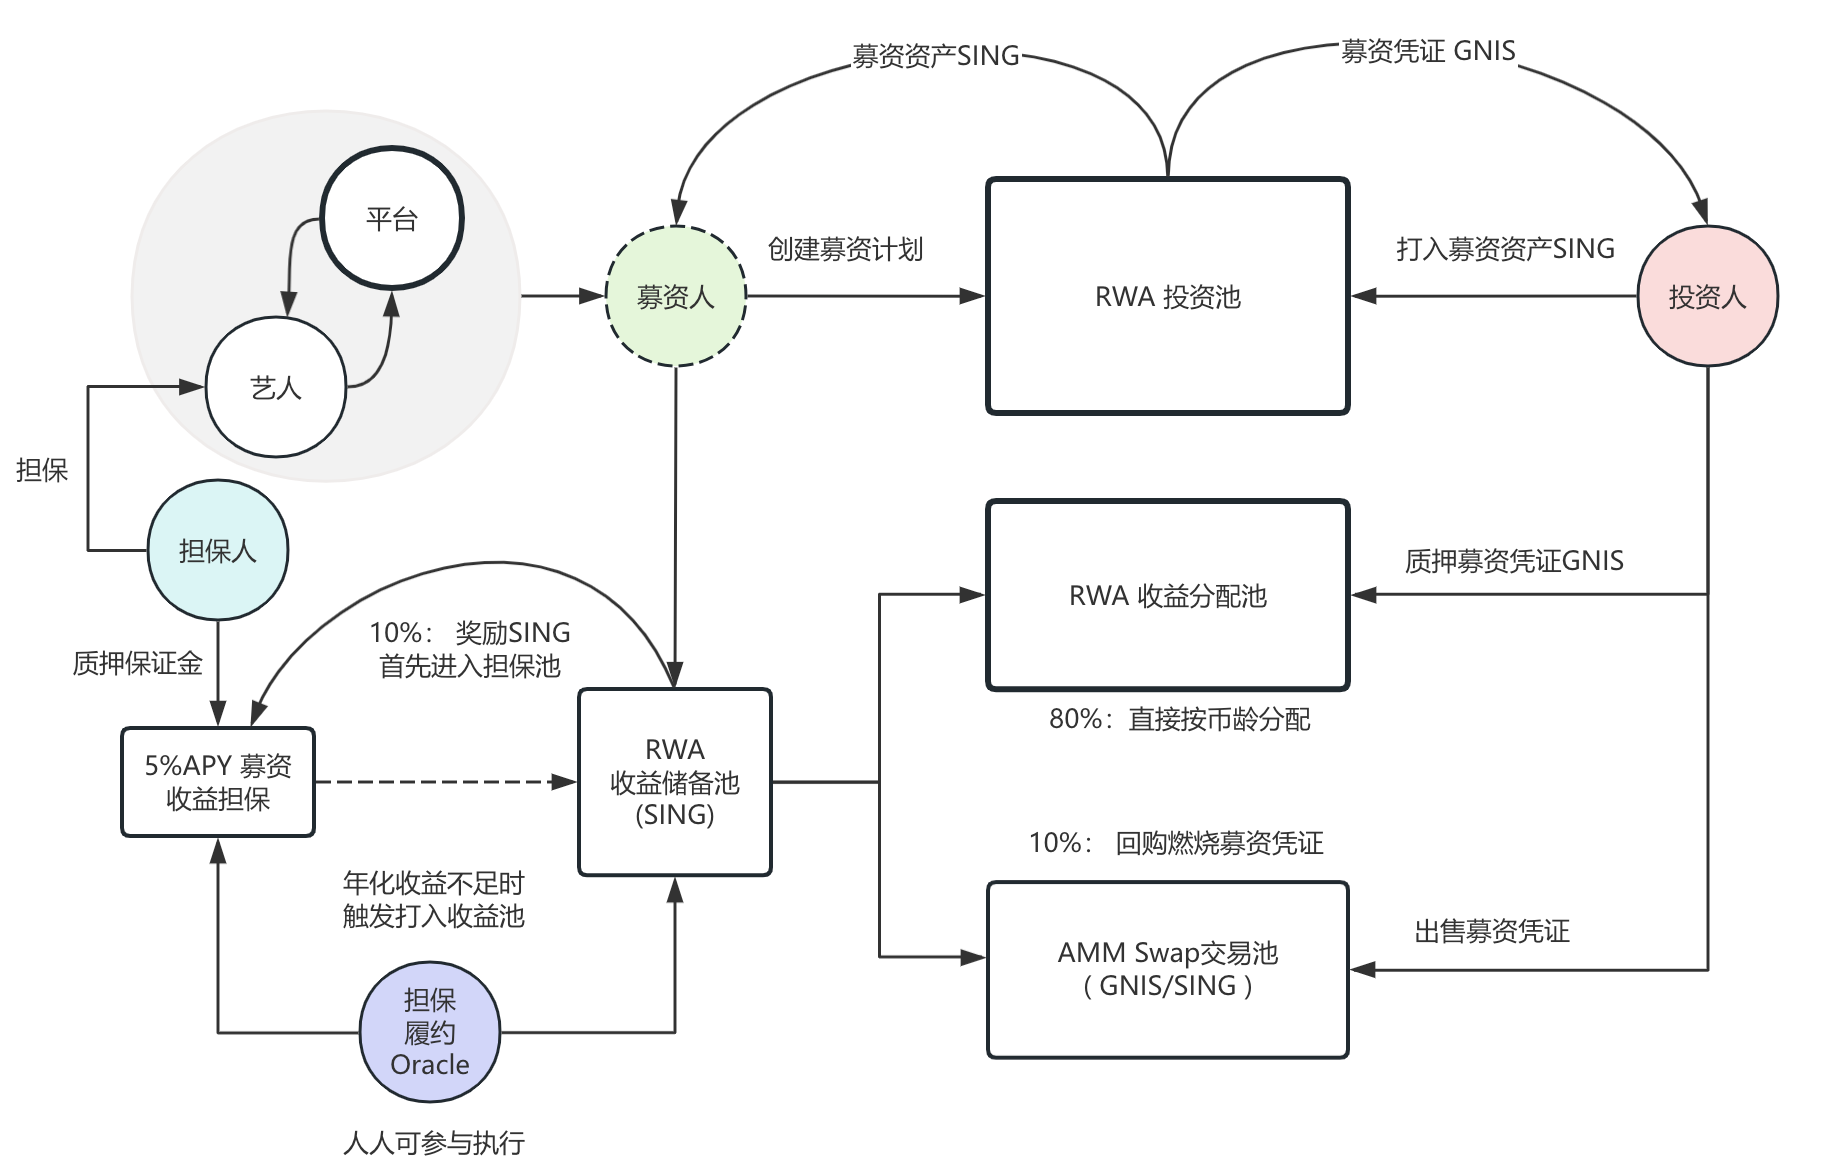 募资资产SING
募资凭证 GNIS
平台
创建募资计划
打入募资资产SING
募资人
RWA 投资池
投资人
艺人
担保
担保人
质押募资凭证GNIS
RWA 收益分配池
10%： 奖励SING
首先进入担保池
质押保证金
80%：直接按币龄分配
5%APY 募资
收益担保
RWA
收益储备池
(SING)
10%： 回购燃烧募资凭证
年化收益不足时
触发打入收益池
出售募资凭证
AMM Swap交易池
( GNIS/SING )
担保
履约
Oracle
人人可参与执行